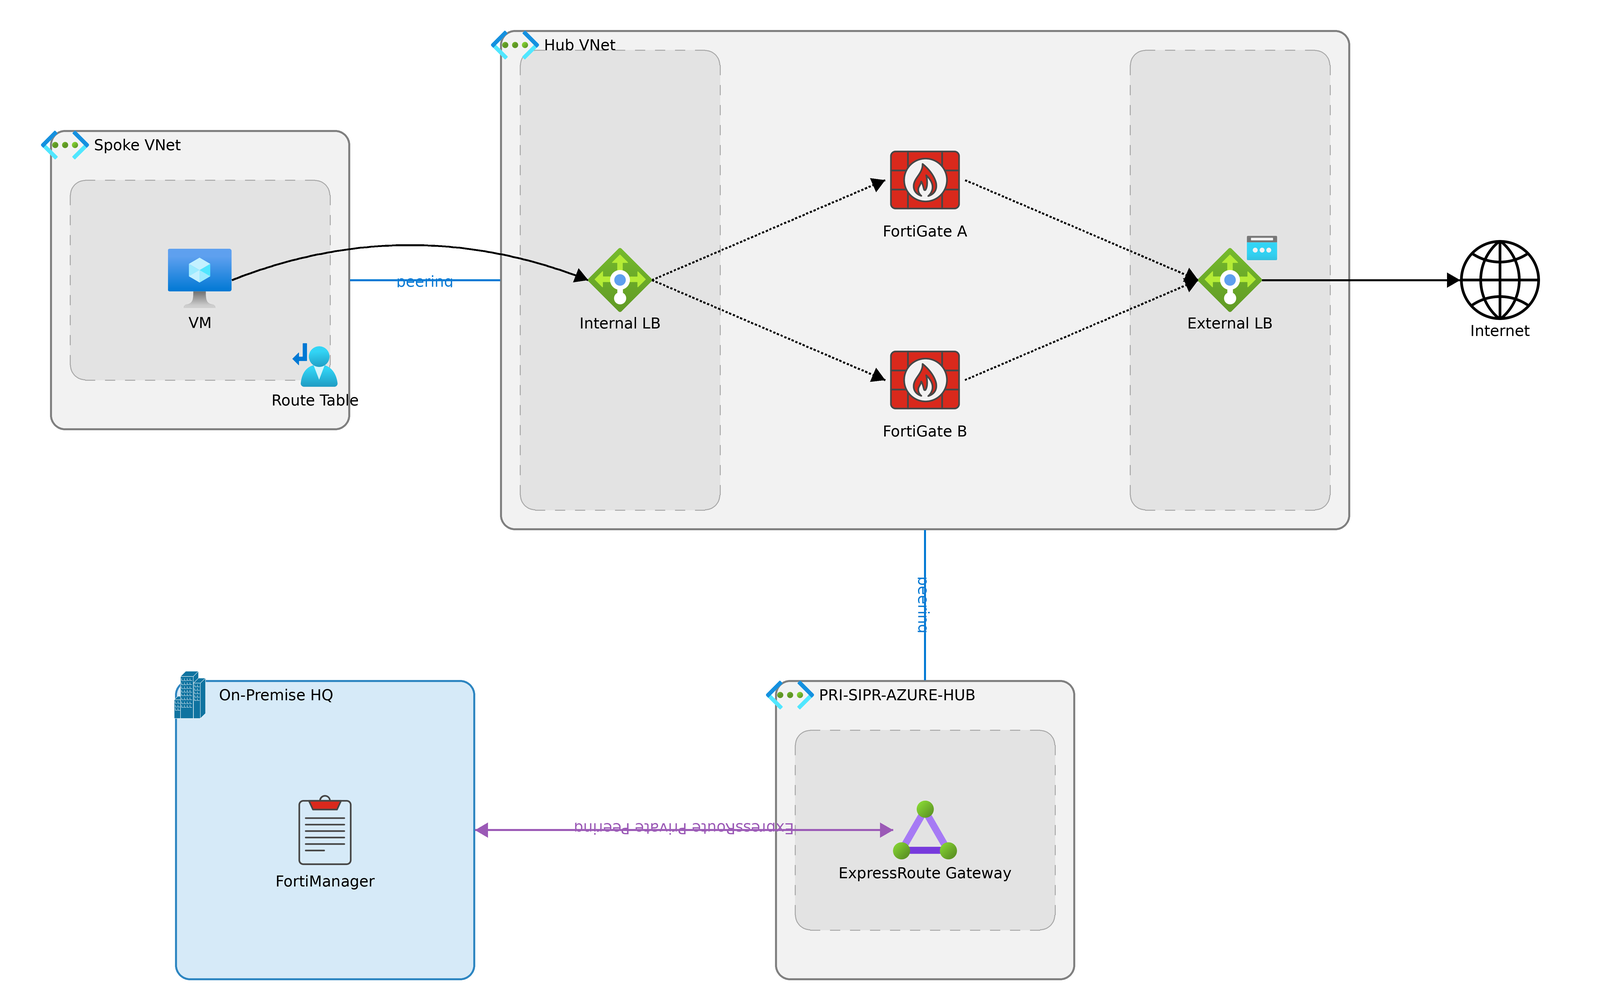 Hub VNet
Spoke VNet
FortiGate A
peering
VM
Internal LB
External LB
Internet
Route Table
FortiGate B
peering
On-Premise HQ
PRI-SIPR-AZURE-HUB
ExpressRoute Private Peering
FortiManager
ExpressRoute Gateway